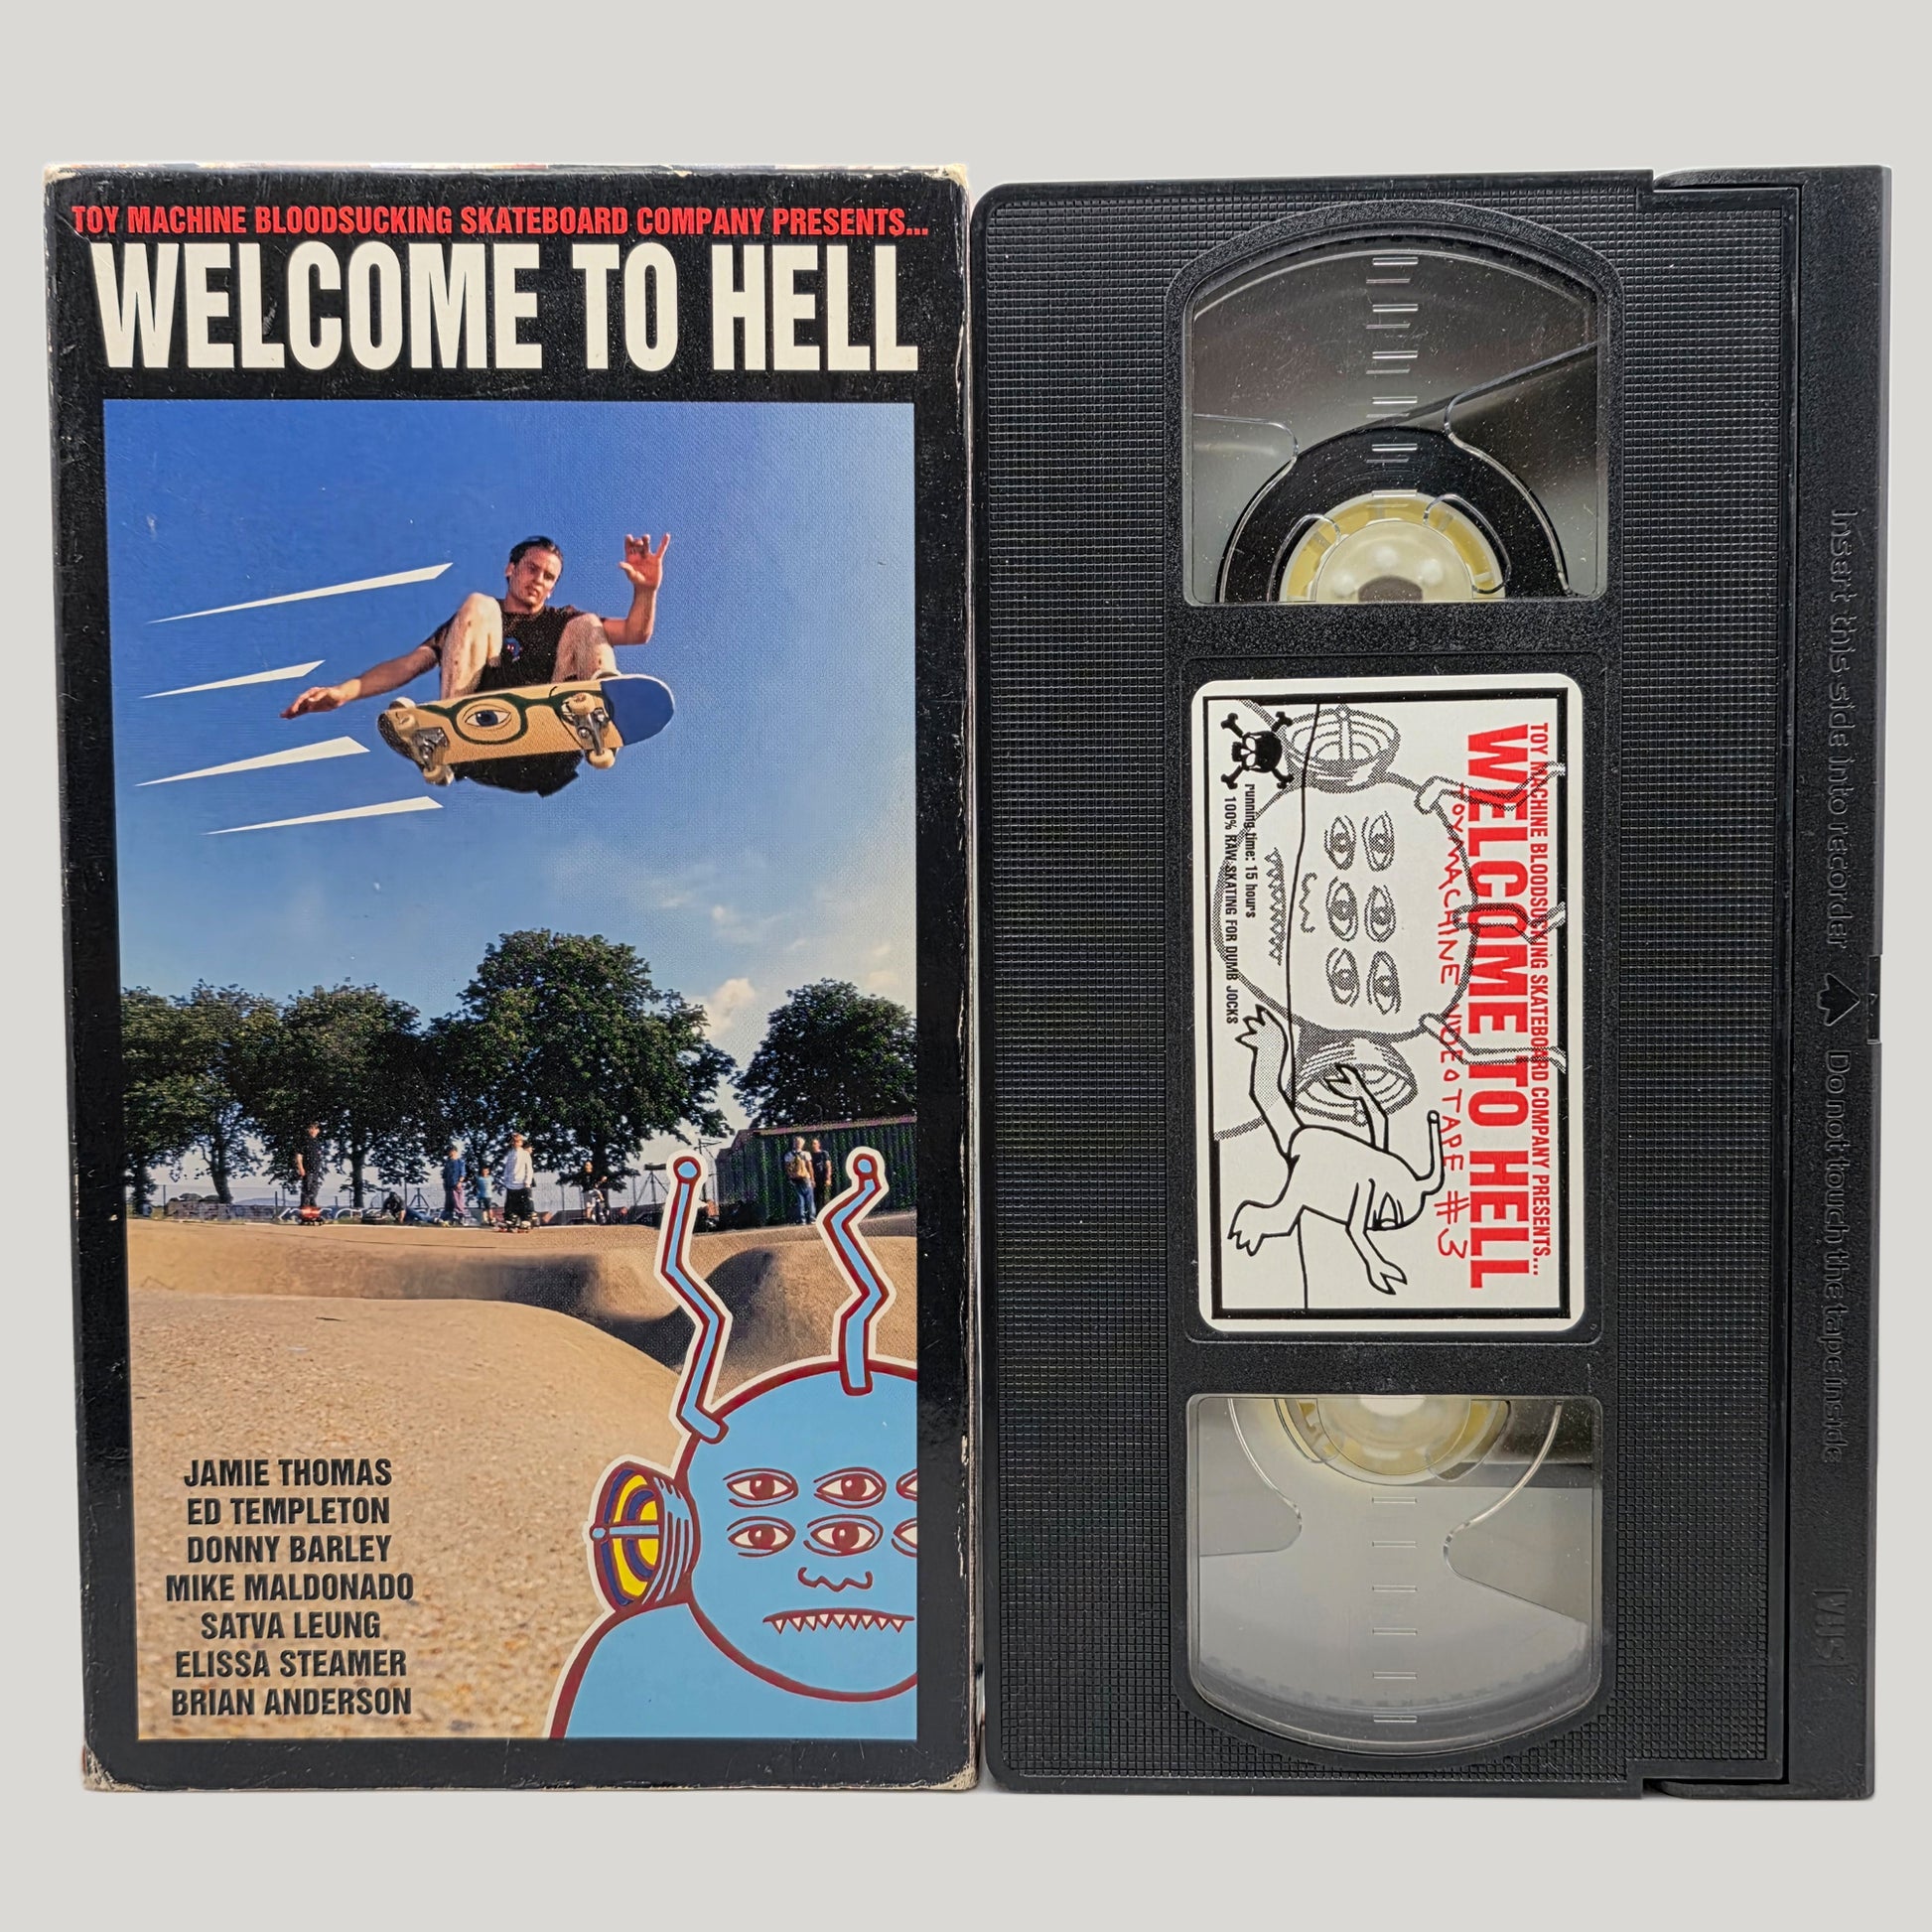 TOY MACHINE BLOODSUCKING SKATEBOARD COMPANY PRESENTS...
WELCOME TO HELL
JAMIE THOMAS
ED TEMPLETON
DONNY BARLEY
MIKE MALDONADO
SATVA LEUNG
ELISSA STEAMER
BRIAN ANDERSON
TOY MACHINE BLOODSUCKING SKATEBOARD COMPANY PRESENTS...
WELCOME TO HELL
TOY MACHINE VIDEO TAPE #3
running time: 15 hours
100% RAW SKATING FOR DUMB JOCKS
Insert this side into recorder
Do not touch the tape inside
VHS